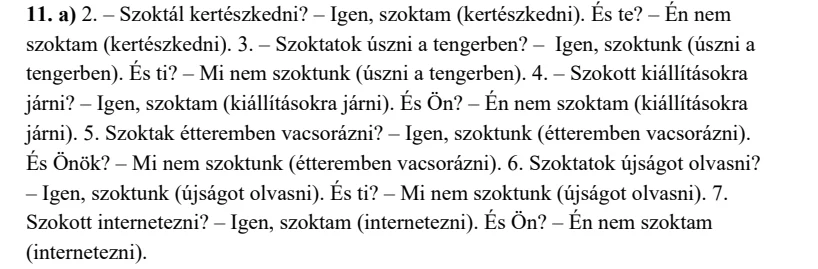 11. a) 2. – Szoktál kertészkedni? – Igen, szoktam (kertészkedni). És te? – Én nem
szoktam (kertészkedni). 3. – Szoktatok úszni a tengerben? –  Igen, szoktunk (úszni a
tengerben). És ti? – Mi nem szoktunk (úszni a tengerben). 4. – Szokott kiállításokra
járni? – Igen, szoktam (kiállításokra járni). És Ön? – Én nem szoktam (kiállításokra
járni). 5. Szoktak étteremben vacsorázni? – Igen, szoktunk (étteremben vacsorázni).
És Önök? – Mi nem szoktunk (étteremben vacsorázni). 6. Szoktatok újságot olvasni?
– Igen, szoktunk (újságot olvasni). És ti? – Mi nem szoktunk (újságot olvasni). 7.
Szokott internetezni? – Igen, szoktam (internetezni). És Ön? – Én nem szoktam
(internetezni).